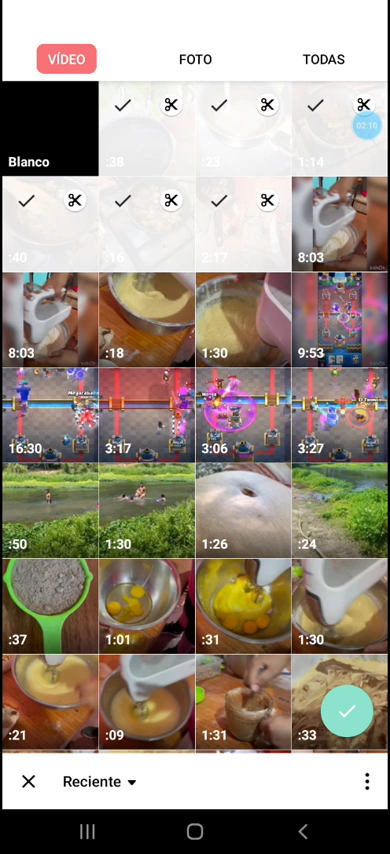 VÍDEO FOTO TODAS
Blanco :38 :23 1:14
02:10
:40 :16 2:17 8:03
8:03 :18 1:30 9:53
16:30 3:17 3:06 3:27
:50 1:30 1:26 :24
:37 1:01 :31 1:30
:21 :09 1:31 :33
Reciente